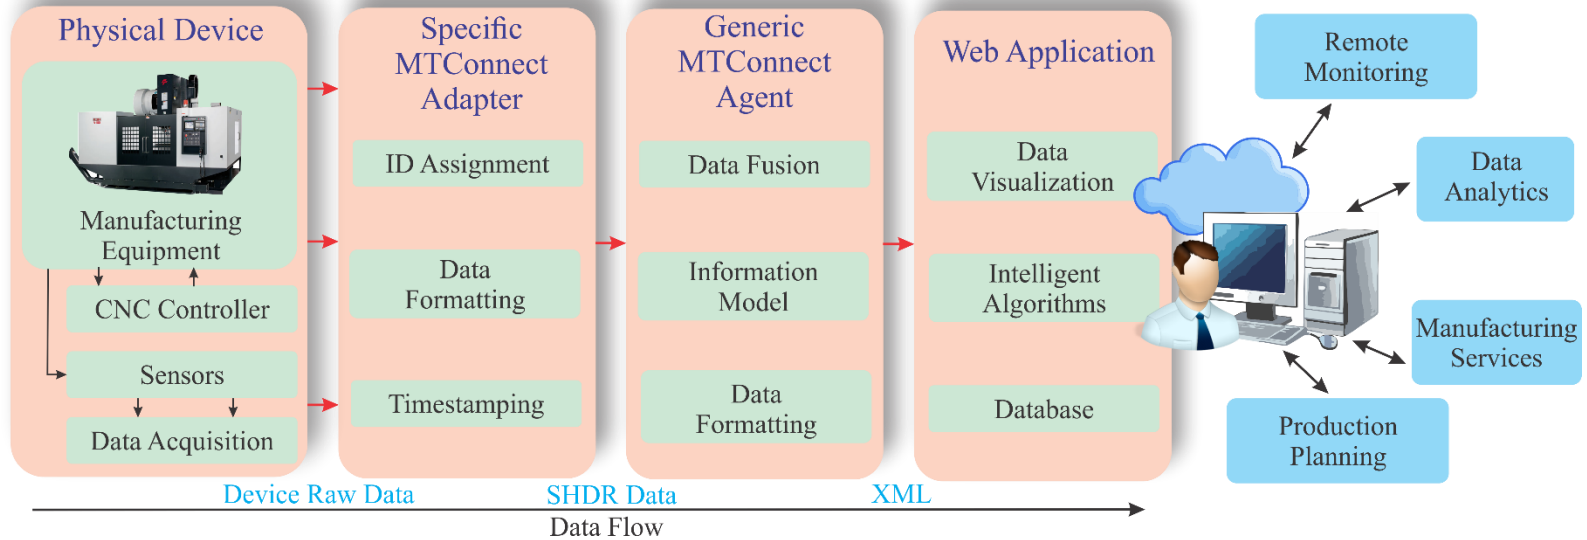 Physical Device
Manufacturing
Equipment
CNC Controller
Sensors
Data Acquisition
Specific
MTConnect
Adapter
ID Assignment
Data
Formatting
Timestamping
Generic
MTConnect
Agent
Data Fusion
Information
Model
Data
Formatting
Web Application
Data
Visualization
Intelligent
Algorithms
Database
Remote
Monitoring
Data
Analytics
Manufacturing
Services
Production
Planning
Device Raw Data
SHDR Data
XML
Data Flow